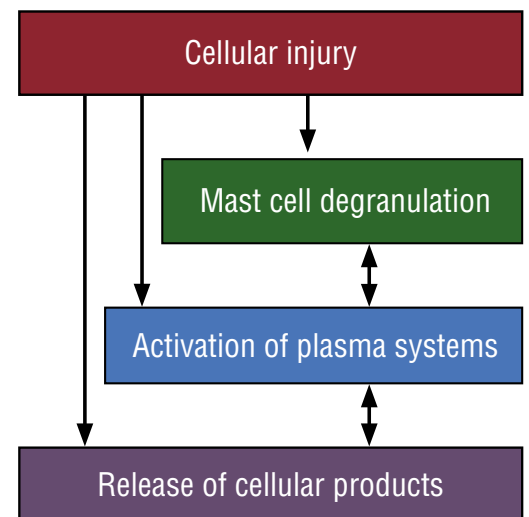 Cellular injury
Mast cell degranulation
Activation of plasma systems
Release of cellular products